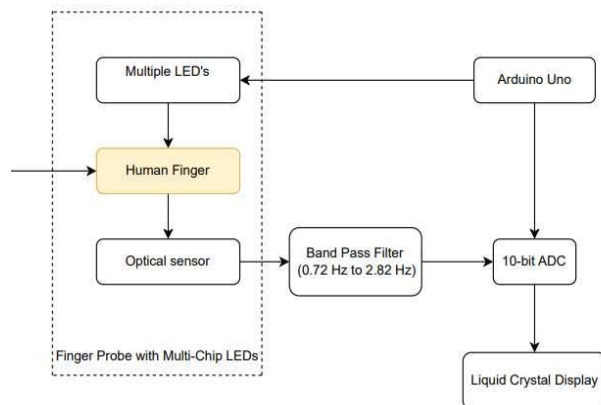 Multiple LED's
Arduino Uno
Human Finger
Optical sensor
Band Pass Filter
(0.72 Hz to 2.82 Hz)
10-bit ADC
Finger Probe with Multi-Chip LEDs
Liquid Crystal Display